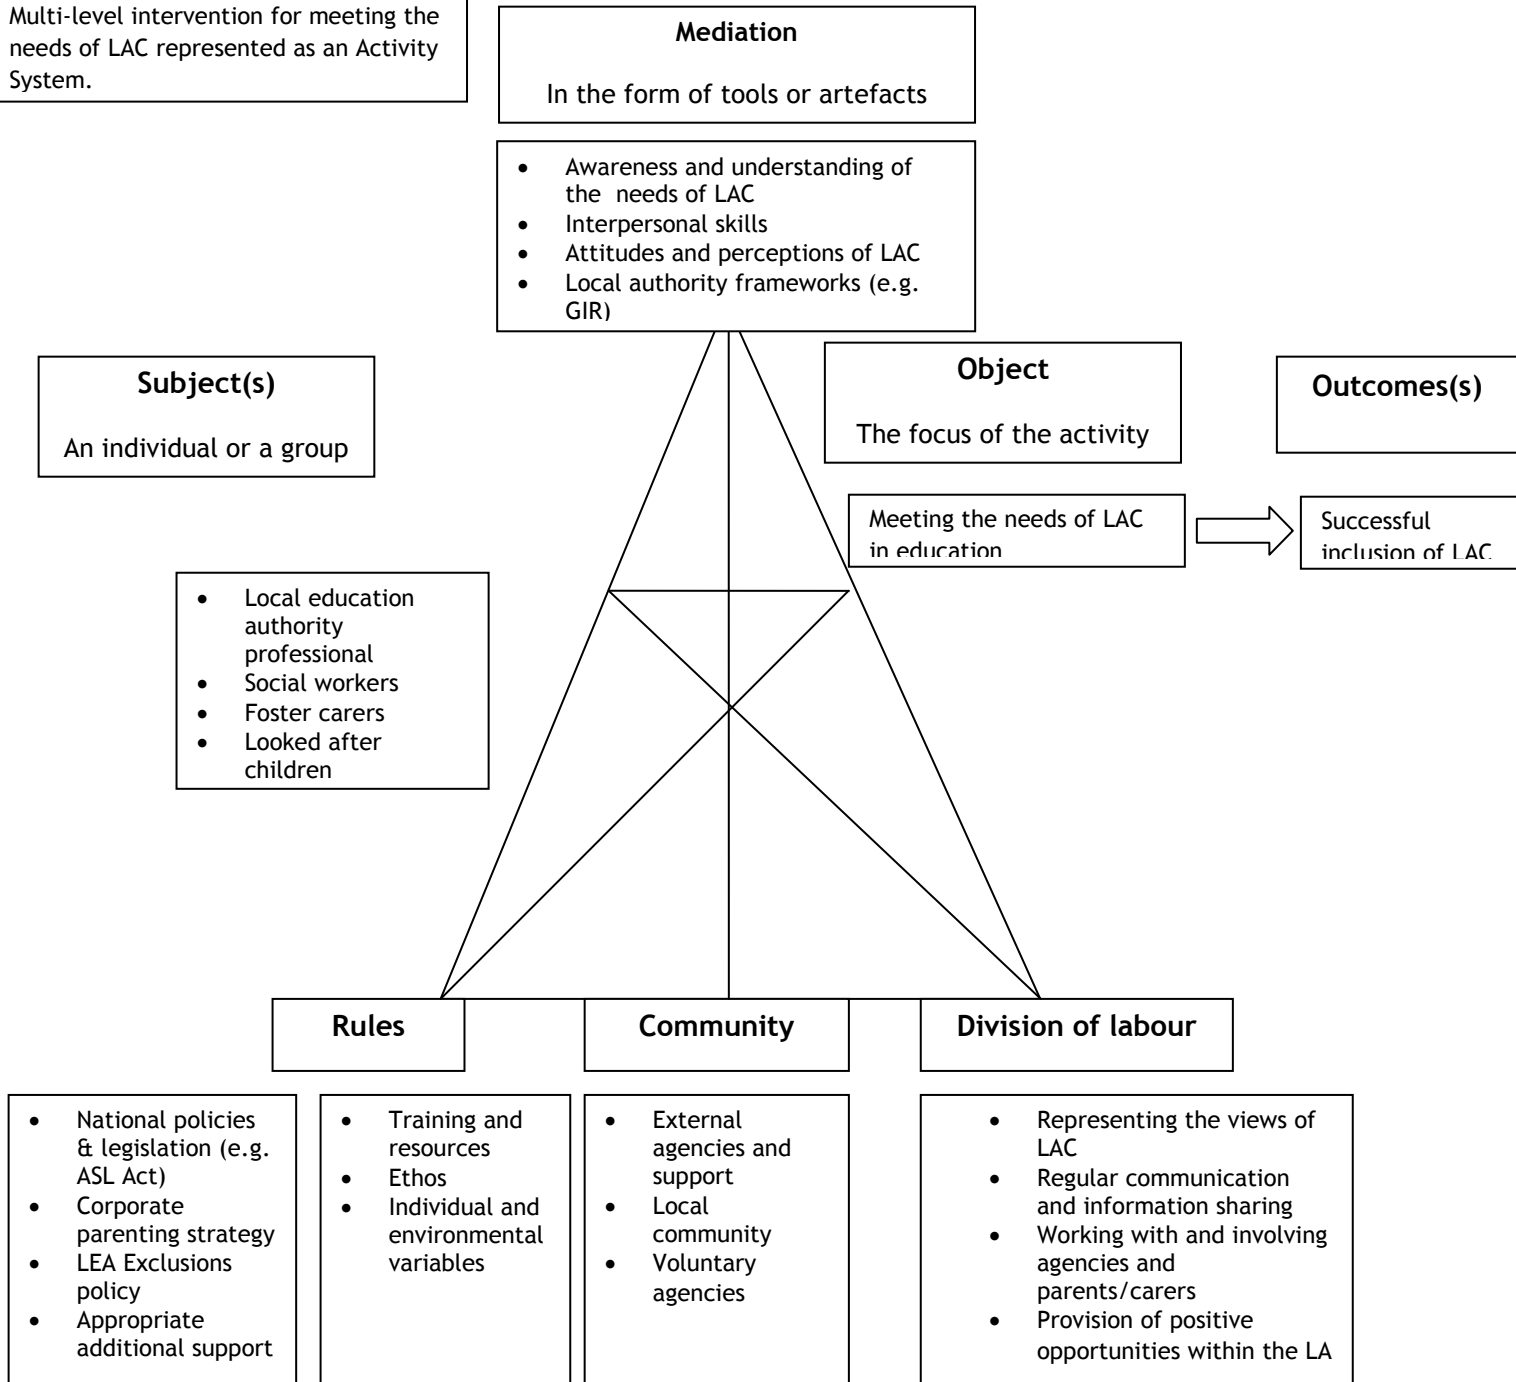 Multi-level intervention for meeting the
needs of LAC represented as an Activity
System.
Mediation
In the form of tools or artefacts
• Awareness and understanding of
the needs of LAC
• Interpersonal skills
• Attitudes and perceptions of LAC
• Local authority frameworks (e.g.
GIR)
Subject(s)
An individual or a group
Object
The focus of the activity
Outcomes(s)
Meeting the needs of LAC
in education
Successful
inclusion of LAC
• Local education
authority
professional
• Social workers
• Foster carers
• Looked after
children
Rules
Community
Division of labour
• National policies
& legislation (e.g.
ASL Act)
• Corporate
parenting strategy
• LEA Exclusions
policy
• Appropriate
additional support
• Training and
resources
• Ethos
• Individual and
environmental
variables
• External
agencies and
support
• Local
community
• Voluntary
agencies
• Representing the views of
LAC
• Regular communication
and information sharing
• Working with and involving
agencies and
parents/carers
• Provision of positive
opportunities within the LA